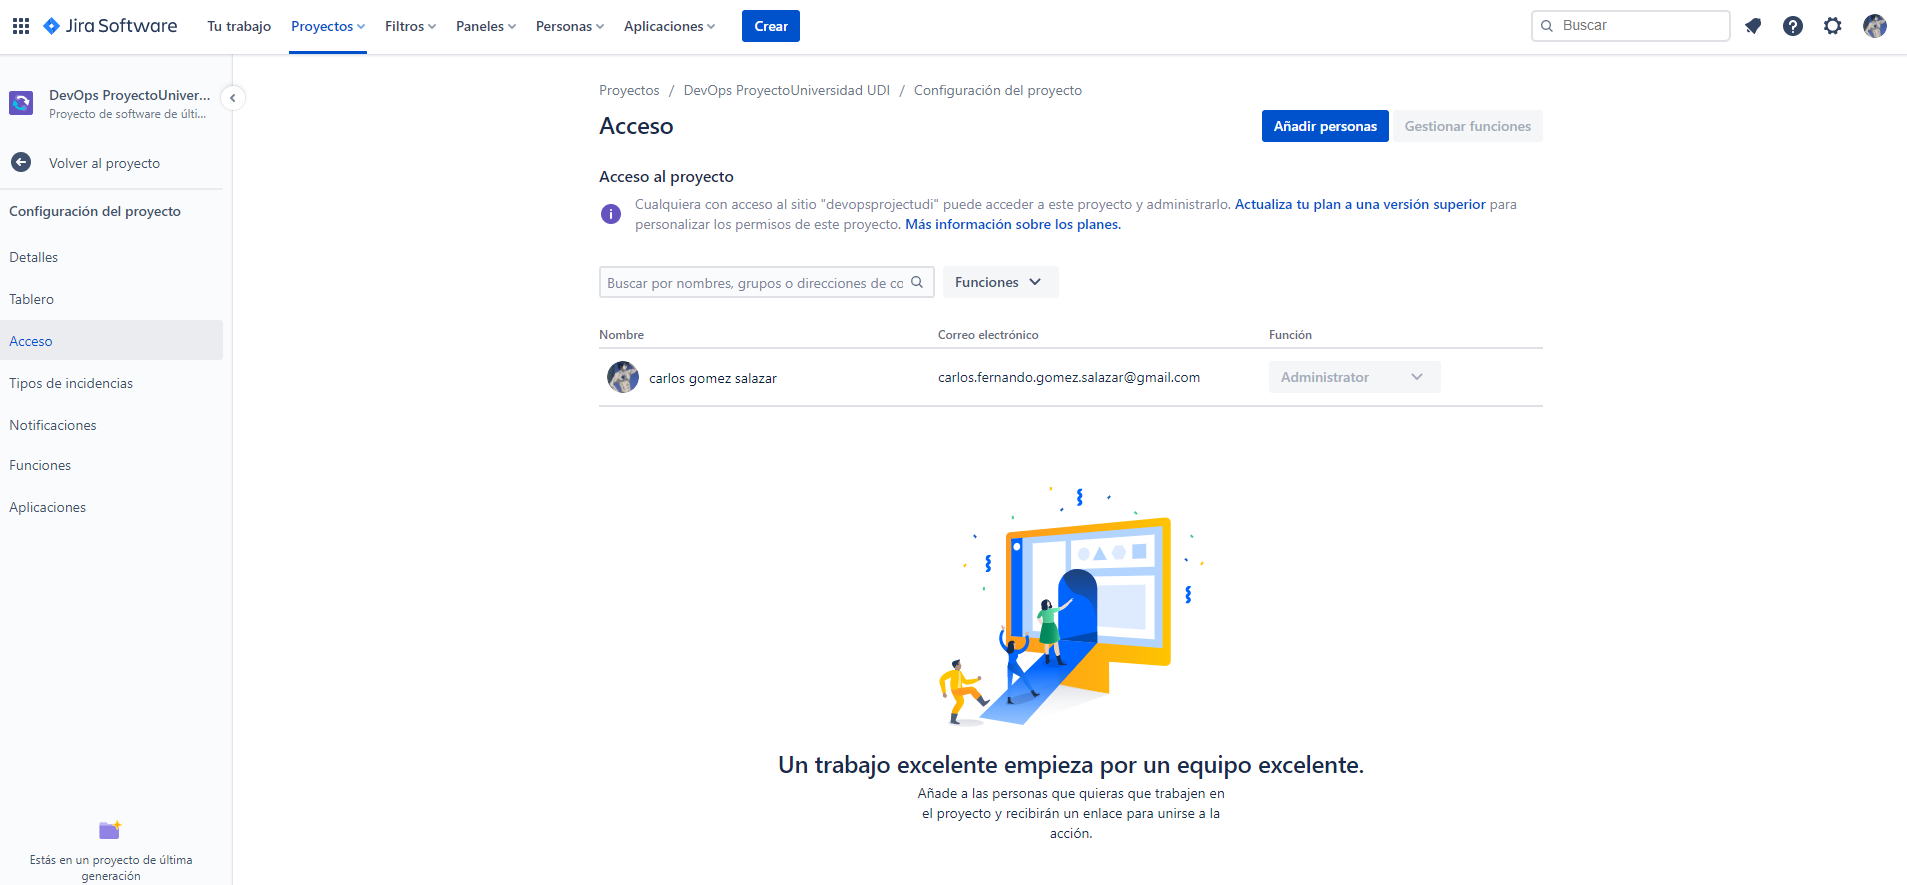 Jira Software
Tu trabajo
Proyectos
Filtros
Paneles
Personas
Aplicaciones
Crear
Buscar
DevOps ProyectoUniver...
Proyecto de software de últi...
Volver al proyecto
Configuración del proyecto
Detalles
Tablero
Acceso
Tipos de incidencias
Notificaciones
Funciones
Aplicaciones
Estás en un proyecto de última
generación
Proyectos / DevOps ProyectoUniversidad UDI / Configuración del proyecto
Acceso
Añadir personas
Gestionar funciones
Acceso al proyecto
Cualquiera con acceso al sitio "devopsprojectudi" puede acceder a este proyecto y administrarlo. Actualiza tu plan a una versión superior para
personalizar los permisos de este proyecto. Más información sobre los planes.
Buscar por nombres, grupos o direcciones de co
Funciones
Nombre
Correo electrónico
Función
carlos gomez salazar
carlos.fernando.gomez.salazar@gmail.com
Administrator
Un trabajo excelente empieza por un equipo excelente.
Añade a las personas que quieras que trabajen en
el proyecto y recibirán un enlace para unirse a la
acción.